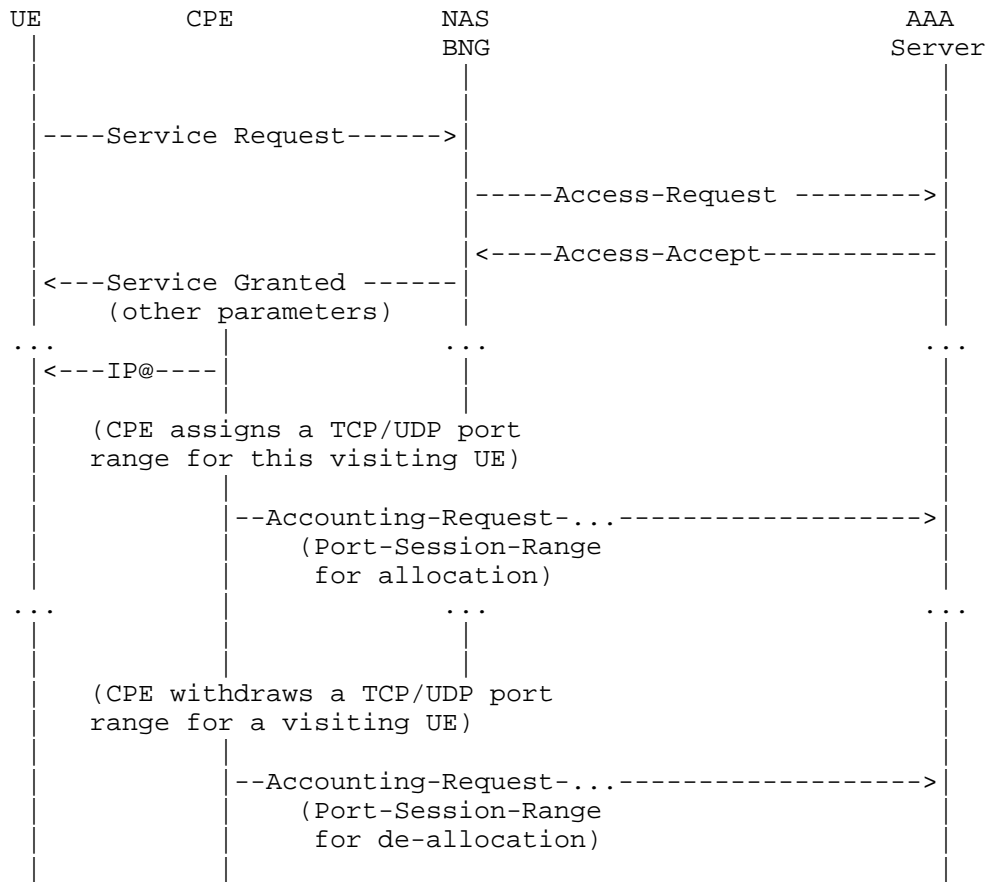 UE CPE NAS AAA
BNG Server
----Service Request------>
-----Access-Request -------->
<----Access-Accept-----------
<---Service Granted ------
(other parameters)
... ... ...
<---IP@----
(CPE assigns a TCP/UDP port
range for this visiting UE)
--Accounting-Request-...------------------->
(Port-Session-Range
for allocation)
... ... ...
(CPE withdraws a TCP/UDP port
range for a visiting UE)
--Accounting-Request-...------------------->
(Port-Session-Range
for de-allocation)